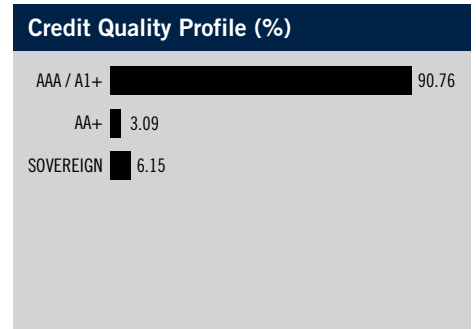 Credit Quality Profile (%)
AAA / A1+ 90.76
AA+ 3.09
SOVEREIGN 6.15